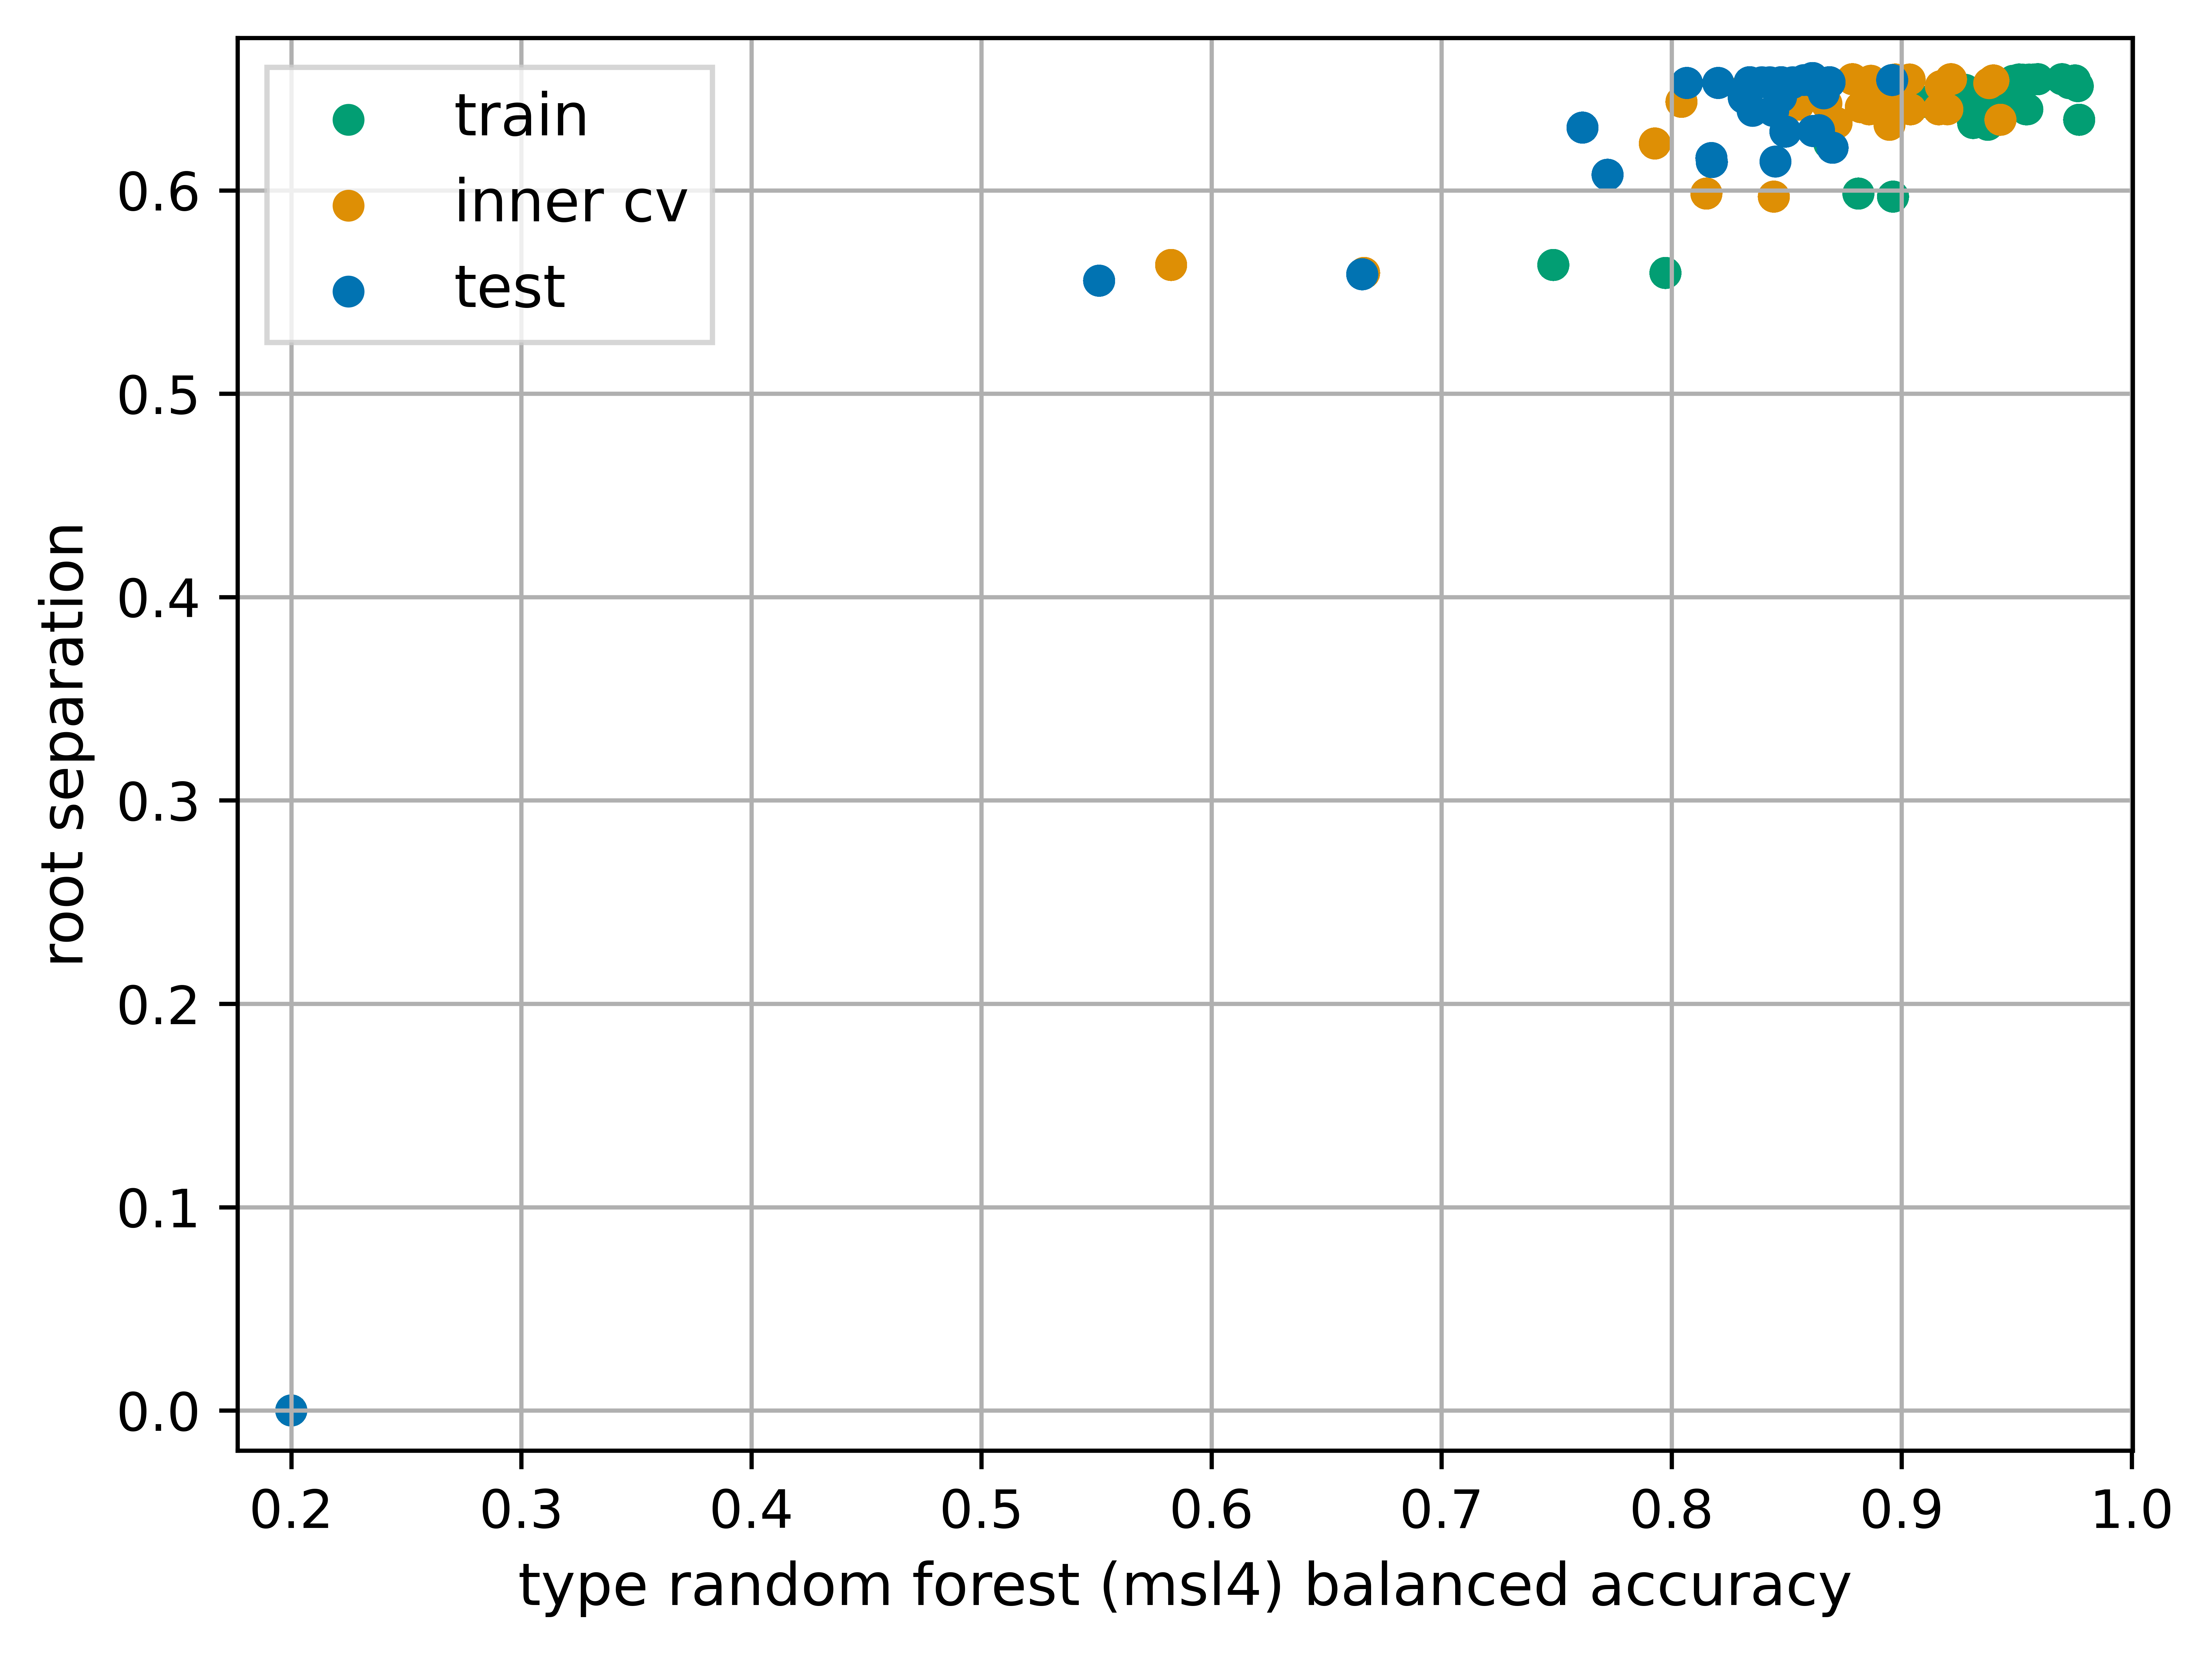 train
inner cv
test
root separation
0.6
0.5
0.4
0.3
0.2
0.1
0.0
0.2 0.3 0.4 0.5 0.6 0.7 0.8 0.9 1.0
type random forest (msl4) balanced accuracy